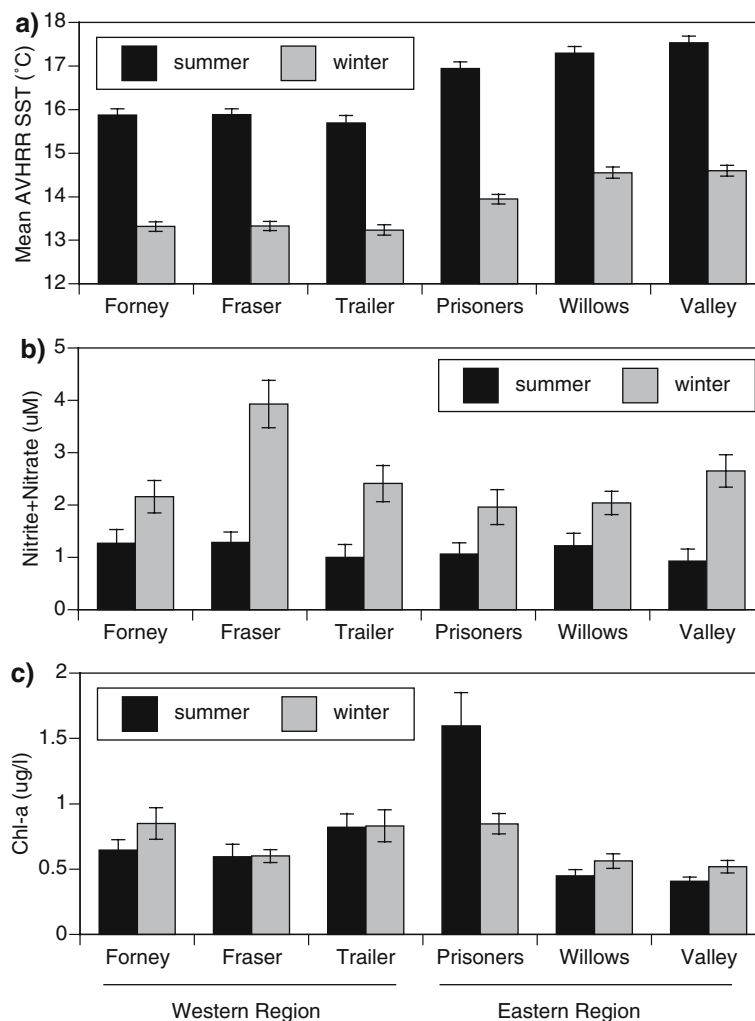 a)
Mean AVHRR SST (˚C)
18
17
16
15
14
13
12
summer winter
Forney Fraser Trailer Prisoners Willows Valley
b)
Nitrite+Nitrate (uM)
5
4
3
2
1
0
summer winter
Forney Fraser Trailer Prisoners Willows Valley
c)
Chl-a (ug/l)
2
1.5
1
0.5
0
summer winter
Forney Fraser Trailer Prisoners Willows Valley
Western Region Eastern Region